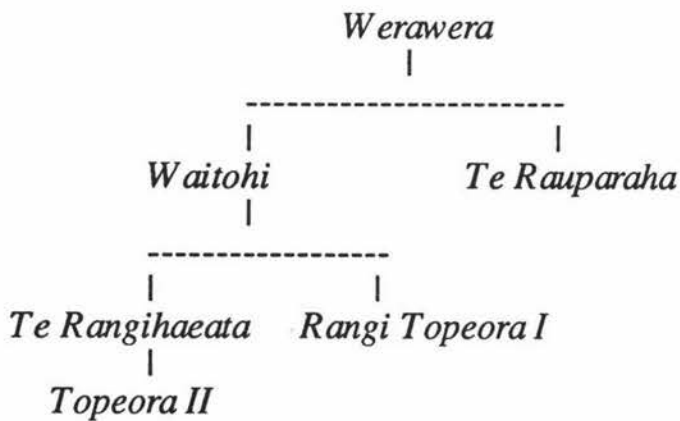 Werawera
Waitohi Te Rauparaha
Te Rangihaeata Rangi Topeora I
Topeora II